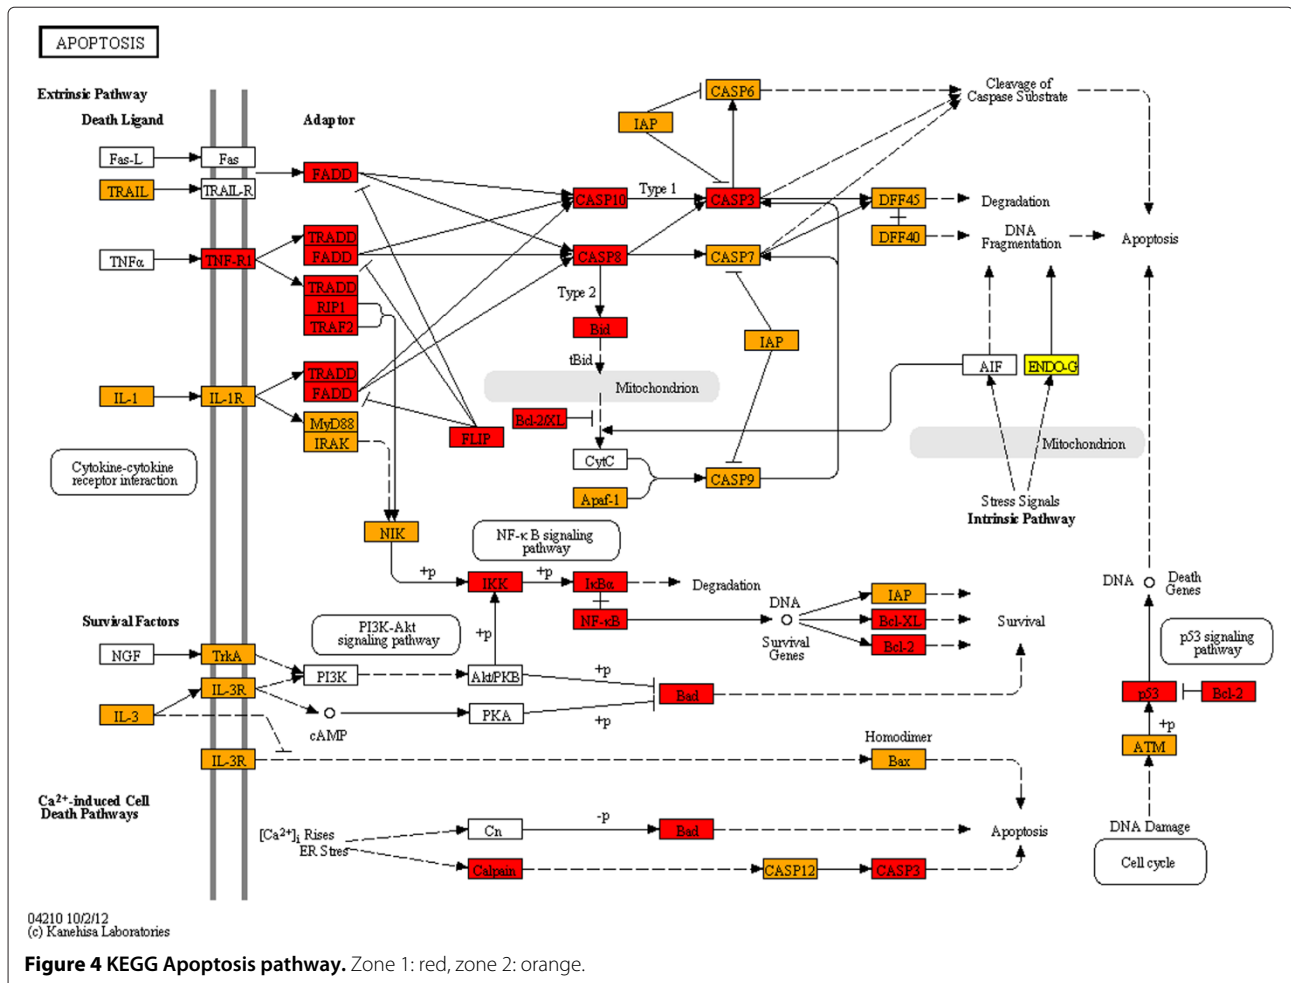 APOPTOSIS
Extrinsic Pathway
Death Ligand
Adaptor
Fas-L
Fas
TRAIL
TRAIL-R
FADD
TNFα
TNF-R1
TRADD
FADD
TRADD
RIP1
TRAF2
IL-1
IL-1R
TRADD
FADD
MyD88
IRAK
FLIP
Cytokine-cytokine
receptor interaction
NIK
CASP6
IAP
CASP10
Type 1
CASP3
CASP8
CASP7
Type 2
Bid
tBid
IAP
Mitochondrion
Bcl-2/XL
CytC
Apaf-1
CASP9
Cleavage of
Caspase Substrate
DFF45
Degradation
DFF40
DNA
Fragmentation
Apoptosis
AIF
ENDO-G
Mitochondrion
Stress Signals
Intrinsic Pathway
NF-κB signaling
pathway
+p
IKK
+p
IκBα
Degradation
NF-κB
DNA
Survival
Genes
IAP
Bcl-XL
Bcl-2
Survival
DNA
Death
Genes
p53 signaling
pathway
p53
Bcl-2
+p
ATM
DNA Damage
Cell cycle
Survival Factors
PI3K-Akt
signaling pathway
+p
NGF
TrkA
PI3K
Akt/PKB
+p
Bad
IL-3R
IL-3
cAMP
PKA
+p
IL-3R
Homodimer
Bax
Ca2+-induced Cell
Death Pathways
[Ca2+]i Rises
ER Stres
Cn
-p
Bad
Apoptosis
Calpain
CASP12
CASP3
04210 10/2/12
(c) Kanehisa Laboratories
Figure 4 KEGG Apoptosis pathway. Zone 1: red, zone 2: orange.